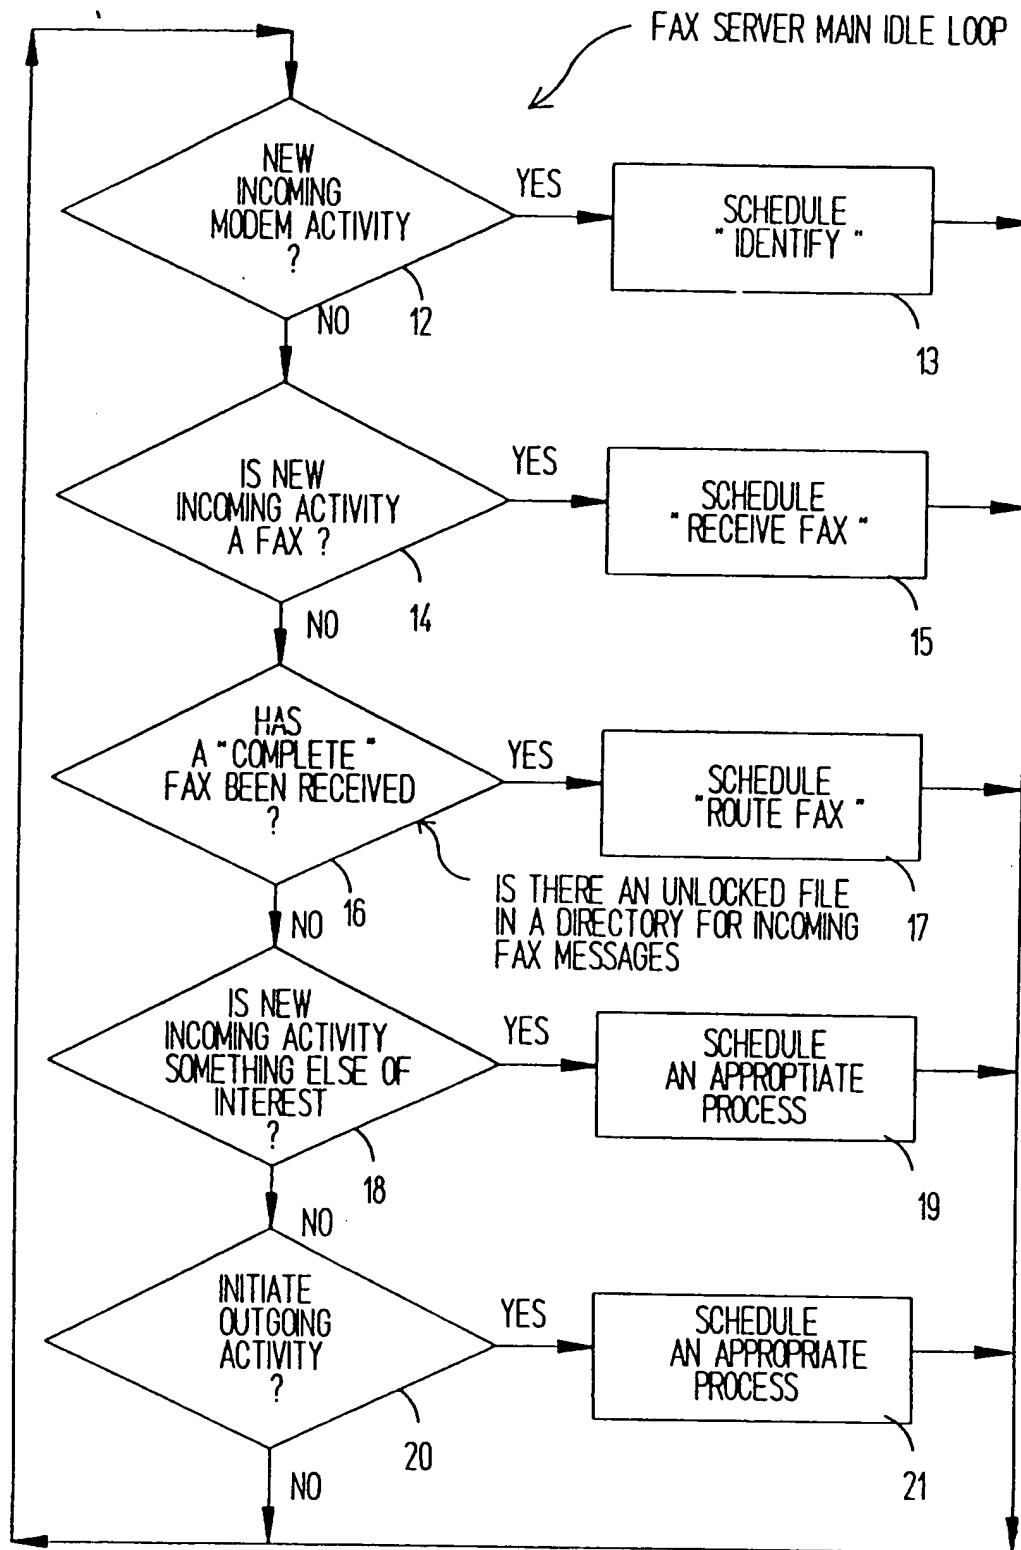 FAX SERVER MAIN IDLE LOOP
NEW
INCOMING
MODEM ACTIVITY
?
YES
SCHEDULE
"IDENTIFY"
NO
12
13
IS NEW
INCOMING ACTIVITY
A FAX ?
YES
SCHEDULE
"RECEIVE FAX"
NO
14
15
HAS
A "COMPLETE"
FAX BEEN RECEIVED
?
YES
SCHEDULE
"ROUTE FAX"
NO
16
IS THERE AN UNLOCKED FILE
IN A DIRECTORY FOR INCOMING
FAX MESSAGES
17
IS NEW
INCOMING ACTIVITY
SOMETHING ELSE OF
INTEREST
?
YES
SCHEDULE
AN APPROPTIATE
PROCESS
NO
18
19
INITIATE
OUTGOING
ACTIVITY
?
YES
SCHEDULE
AN APPROPRIATE
PROCESS
NO
20
21